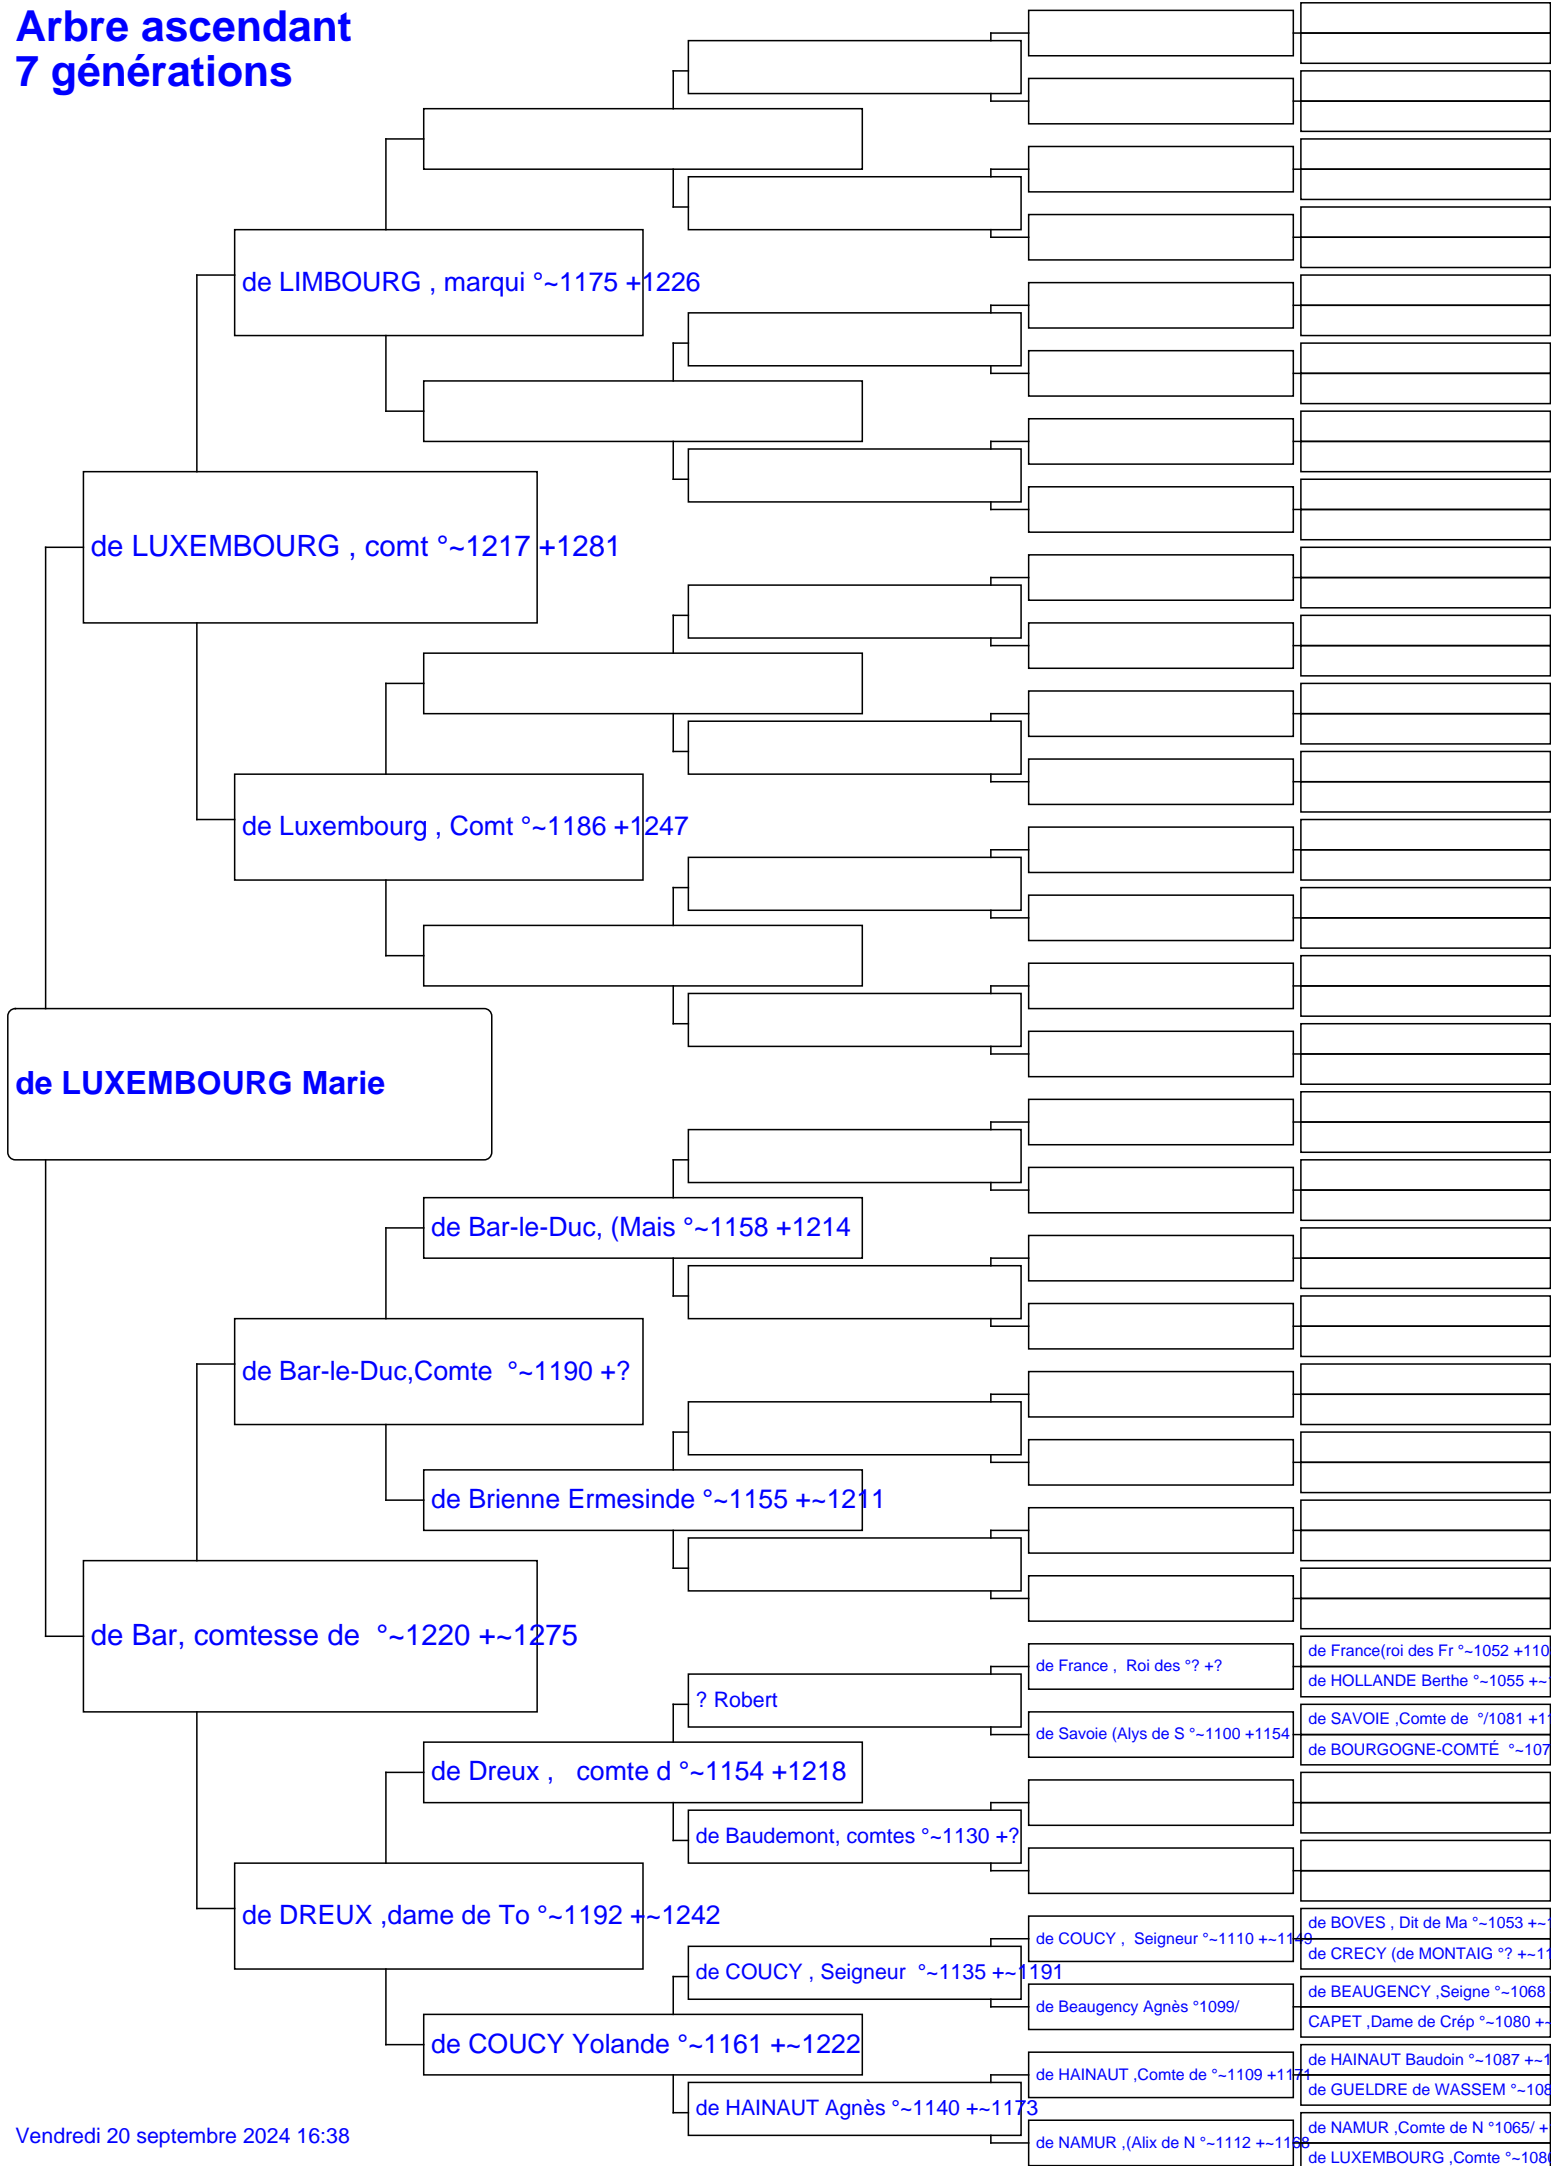 Arbre ascendant
7 générations
de LIMBOURG , marqui °~1175 +1226
de LUXEMBOURG , comt °~1217 +1281
de Luxembourg , Comt °~1186 +1247
de LUXEMBOURG Marie
de Bar-le-Duc, (Mais °~1158 +1214
de Bar-le-Duc,Comte  °~1190 +?
de Brienne Ermesinde °~1155 +~1211
de Bar, comtesse de  °~1220 +~1275
de France(roi des Fr °~1052 +110
de France ,  Roi des °? +?
de HOLLANDE Berthe °~1055 +~
? Robert
de SAVOIE ,Comte de  °/1081 +11
de Savoie (Alys de S °~1100 +1154
de BOURGOGNE-COMTÉ  °~107
de Dreux ,   comte d °~1154 +1218
de Baudemont, comtes °~1130 +?
de DREUX ,dame de To °~1192 +~1242
de BOVES , Dit de Ma °~1053 +~
de COUCY ,  Seigneur °~1110 +~1149
de CRECY (de MONTAIG °? +~11
de COUCY , Seigneur  °~1135 +~1191
de BEAUGENCY ,Seigne °~1068
de Beaugency Agnès °1099/
CAPET ,Dame de Crép °~1080 +~
de COUCY Yolande °~1161 +~1222
de HAINAUT Baudoin °~1087 +~1
de HAINAUT ,Comte de °~1109 +1171
de GUELDRE de WASSEM °~108
de HAINAUT Agnès °~1140 +~1173
de NAMUR ,Comte de N °1065/ +
de NAMUR ,(Alix de N °~1112 +~1168
de LUXEMBOURG ,Comte °~108
Vendredi 20 septembre 2024 16:38